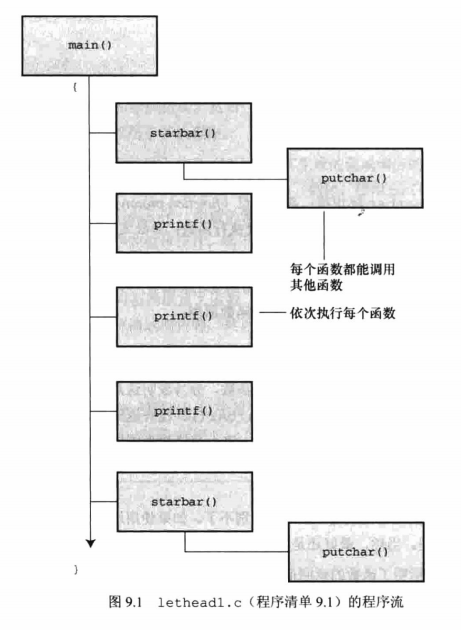 main()
{
starbar()
putchar()
printf()
每个函数都能调用
其他函数
printf()
依次执行每个函数
printf()
starbar()
putchar()
}
图 9.1 lethead1.c（程序清单 9.1）的程序流